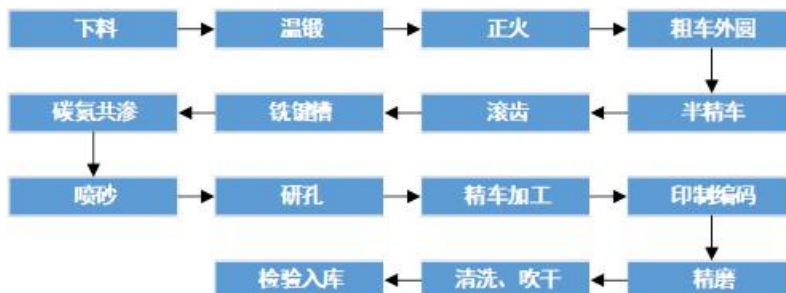 下料
温锻
正火
粗车外圆
半精车
滚齿
铣键槽
碳氮共渗
喷砂
研孔
精车加工
印制编码
精磨
清洗、吹干
检验入库